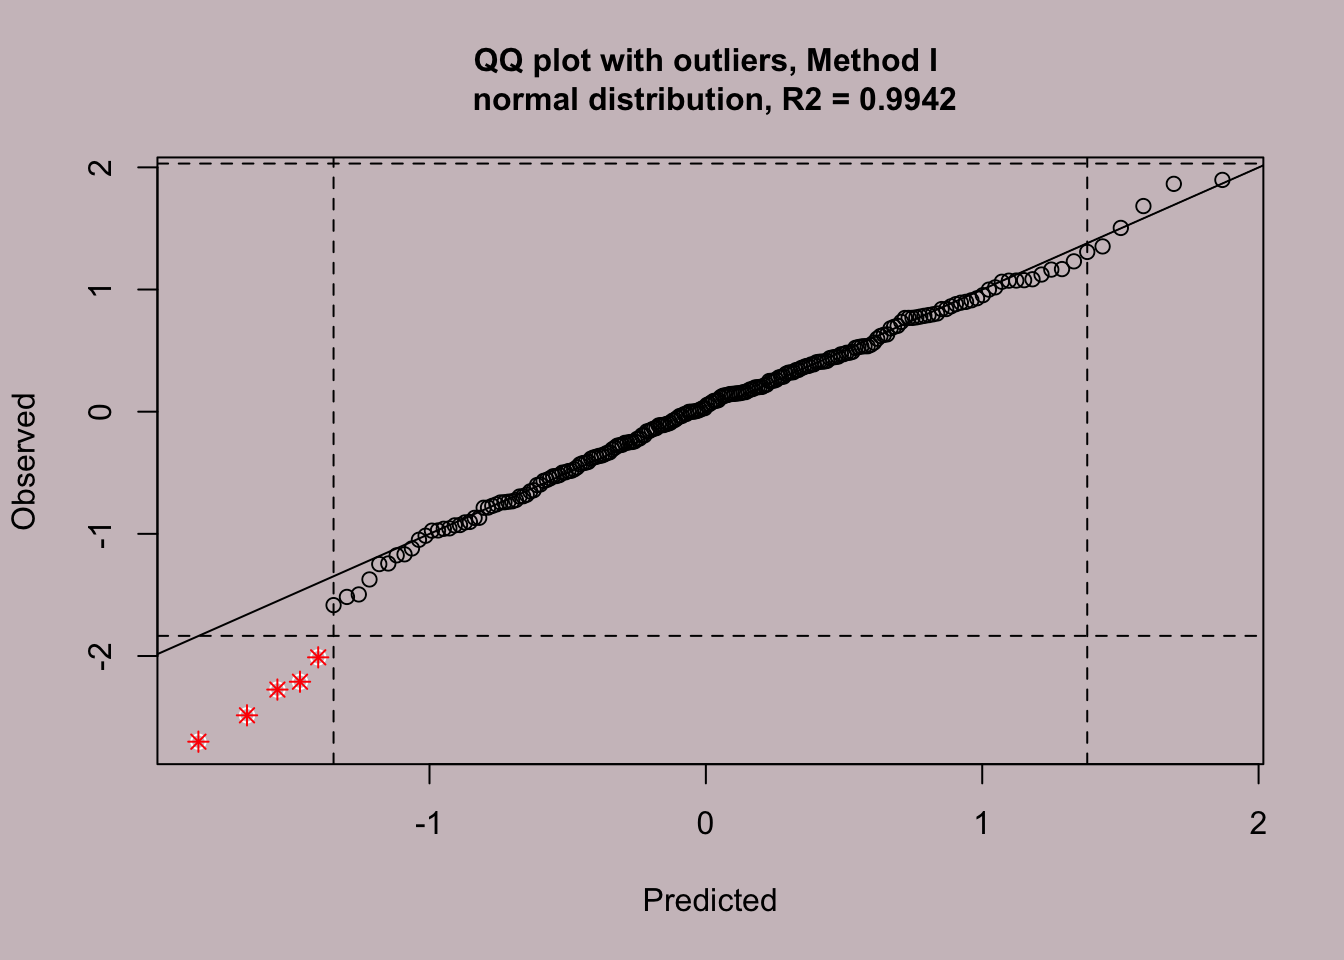 QQ plot with outliers, Method I
normal distribution, R2 = 0.9942
2
1
0
-1
-2
Observed
-1
0
1
2
Predicted